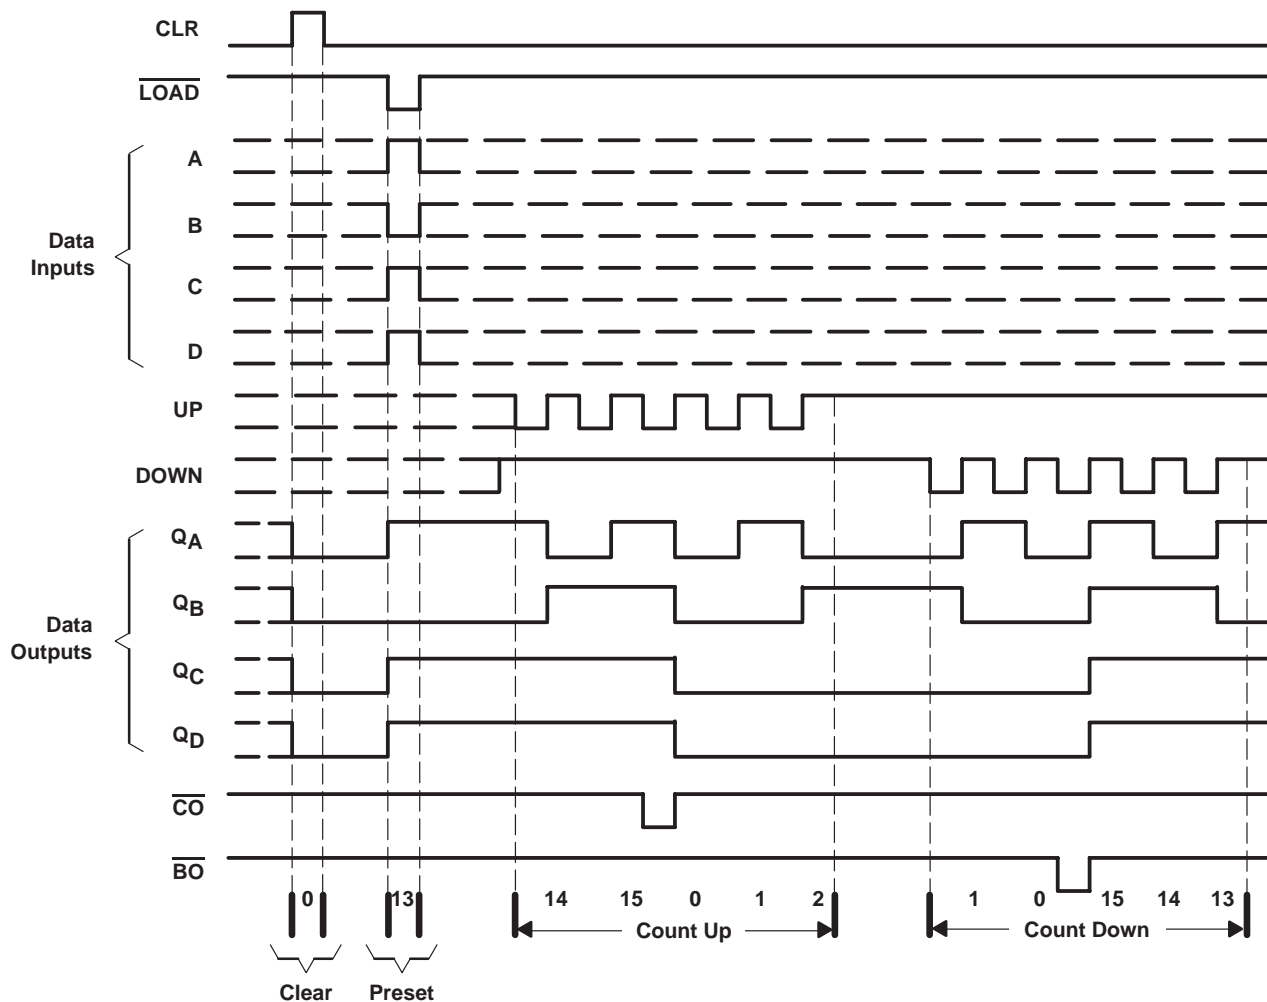 CLR
LOAD
A
B
C
D
Data
Inputs
UP
DOWN
QA
QB
QC
QD
Data
Outputs
CO
BO
0 13 14 15 0 1 2 1 0 15 14 13
Count Up Count Down
Clear Preset